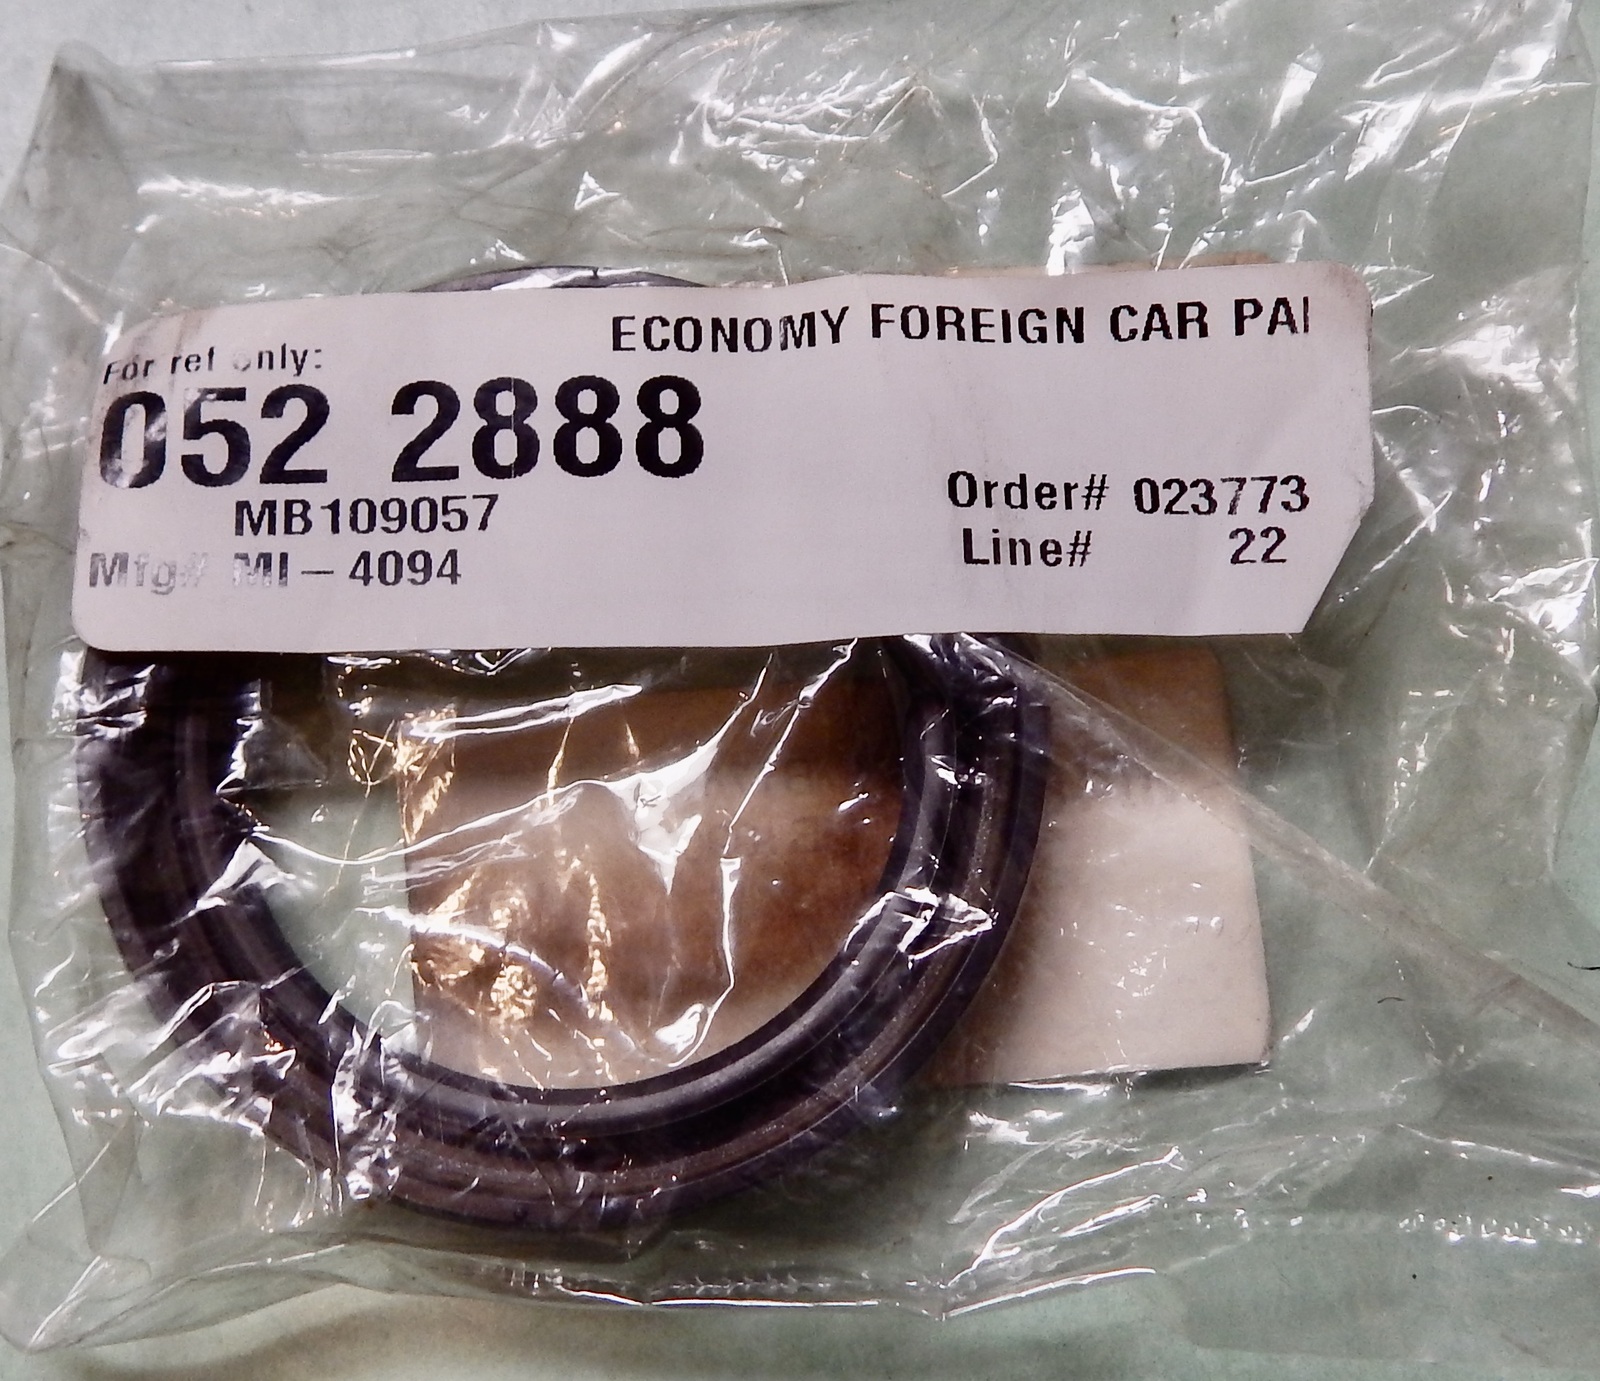 ECONOMY FOREIGN CAR PAI
For ref only:
052 2888
MB109057
Order# 023773
Mfg# MI-4094
Line# 22